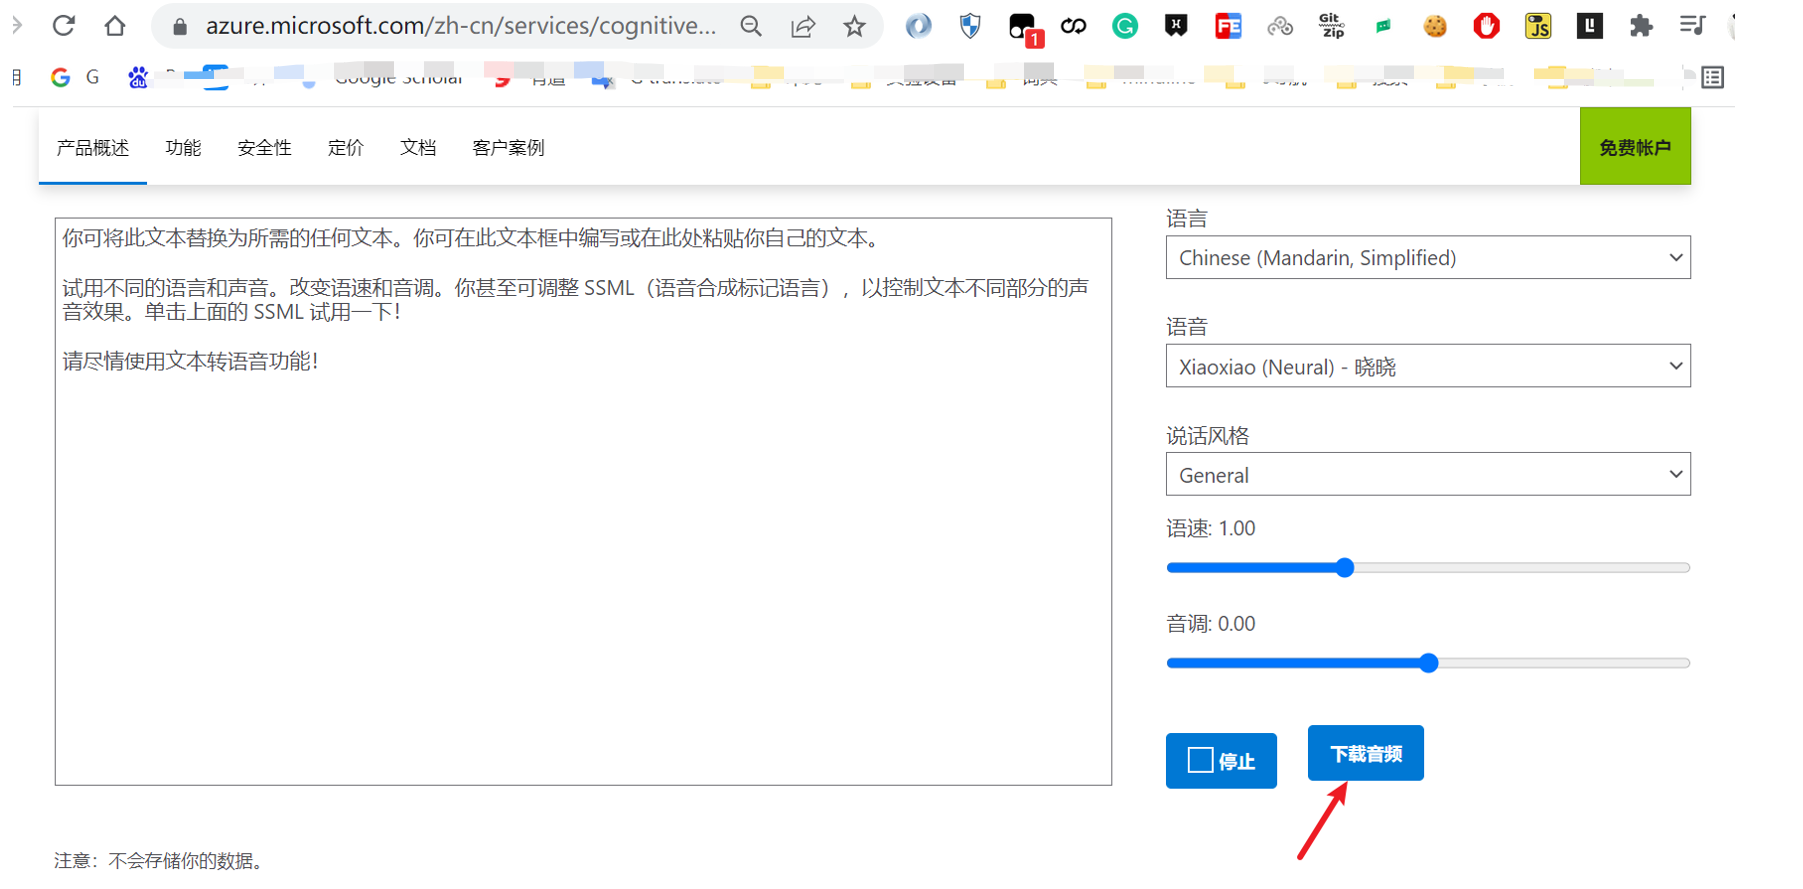 azure.microsoft.com/zh-cn/services/cognitive...
1
Git
Zip
JS
G
Google Scholar
产品概述 功能 安全性 定价 文档 客户案例 免费帐户
你可将此文本替换为所需的任何文本。你可在此文本框中编写或在此处粘贴你自己的文本。
试用不同的语言和声音。改变语速和音调。你甚至可调整 SSML（语音合成标记语言），以控制文本不同部分的声
音效果。单击上面的 SSML 试用一下！
请尽情使用文本转语音功能！
语言
Chinese (Mandarin, Simplified)
语音
Xiaoxiao (Neural) - 晓晓
说话风格
General
语速: 1.00
音调: 0.00
停止
下载音频
注意：不会存储你的数据。